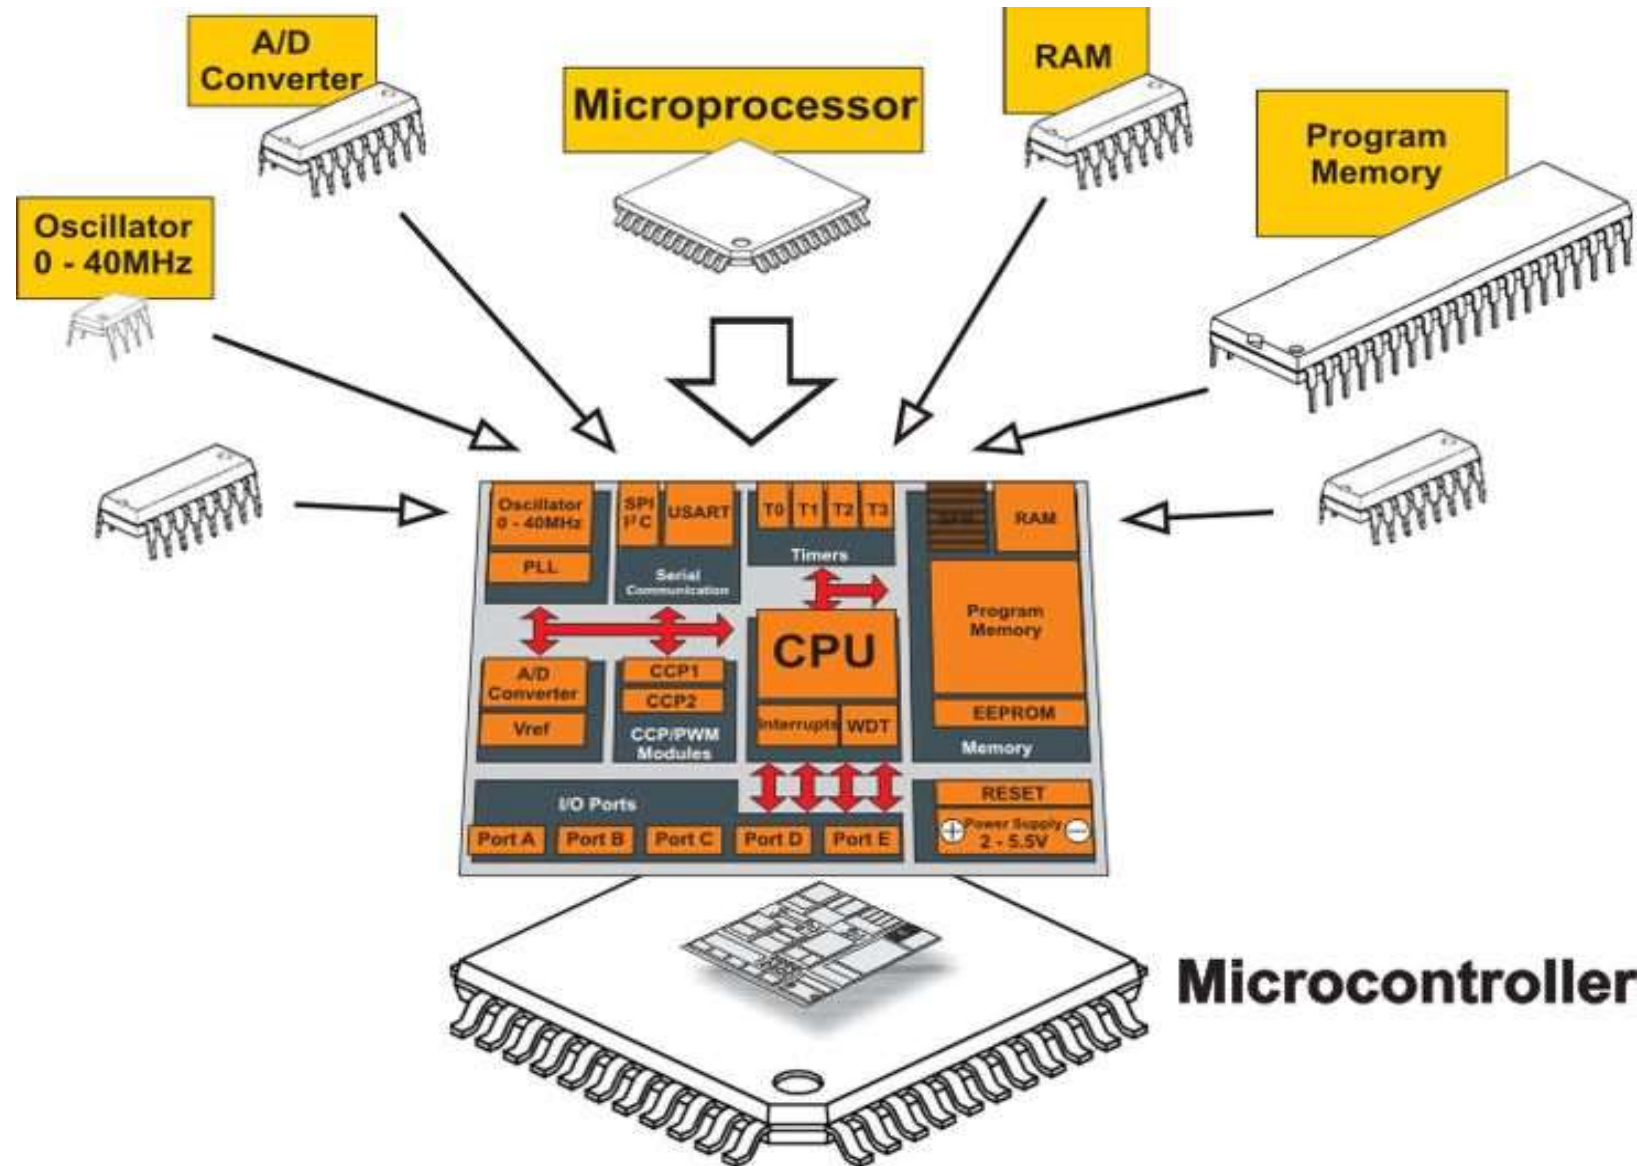 A/D
Converter
Microprocessor
RAM
Program
Memory
Oscillator
0 - 40MHz
Oscillator
0 - 40MHz
PLL
SPI
I²C
USART
Serial
Communication
T0 T1 T2 T3
Timers
RAM
Program
Memory
EEPROM
Memory
A/D
Converter
Vref
CCP1
CCP2
CCP/PWM
Modules
CPU
Interrupts WDT
I/O Ports
Port A Port B Port C Port D Port E
RESET
Power Supply
2 - 5.5V
Microcontroller